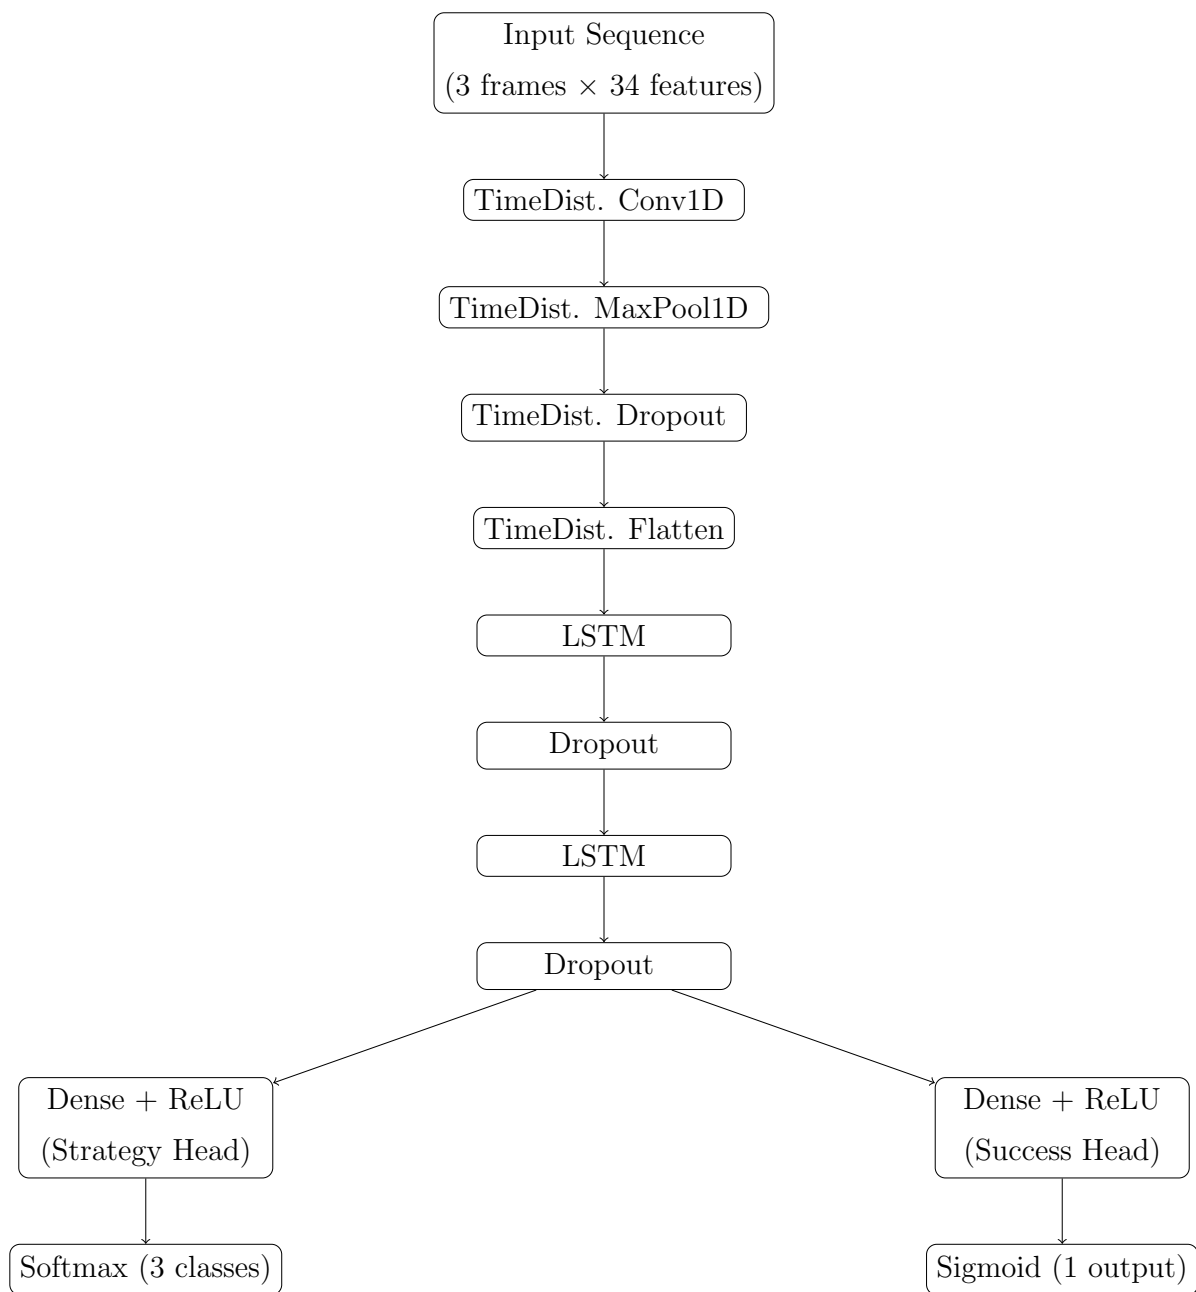 Input Sequence
(3 frames × 34 features)
TimeDist. Conv1D
TimeDist. MaxPool1D
TimeDist. Dropout
TimeDist. Flatten
LSTM
Dropout
LSTM
Dropout
Dense + ReLU
(Strategy Head)
Dense + ReLU
(Success Head)
Softmax (3 classes)
Sigmoid (1 output)